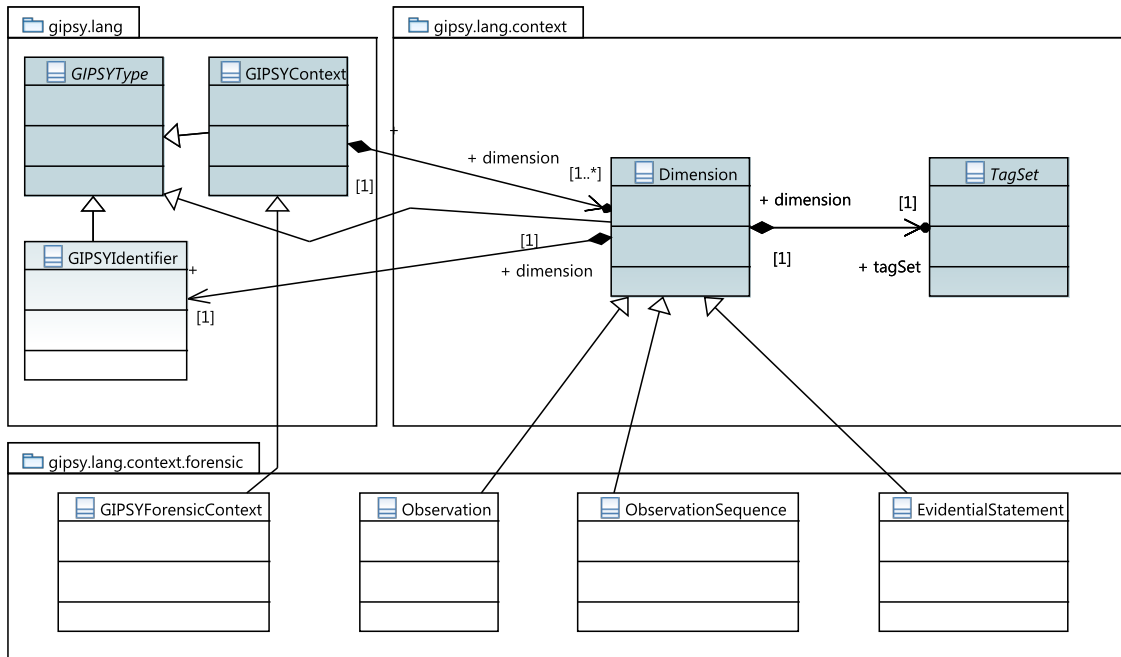 gipsy.lang
gipsy.lang.context
GIPSYType
GIPSYContext
+
+ dimension
[1..*]
[1]
Dimension
TagSet
+ dimension
[1]
[1]
+ tagSet
[1]
+ dimension
GIPSYIdentifier
+
[1]
gipsy.lang.context.forensic
GIPSYForensicContext
Observation
ObservationSequence
EvidentialStatement